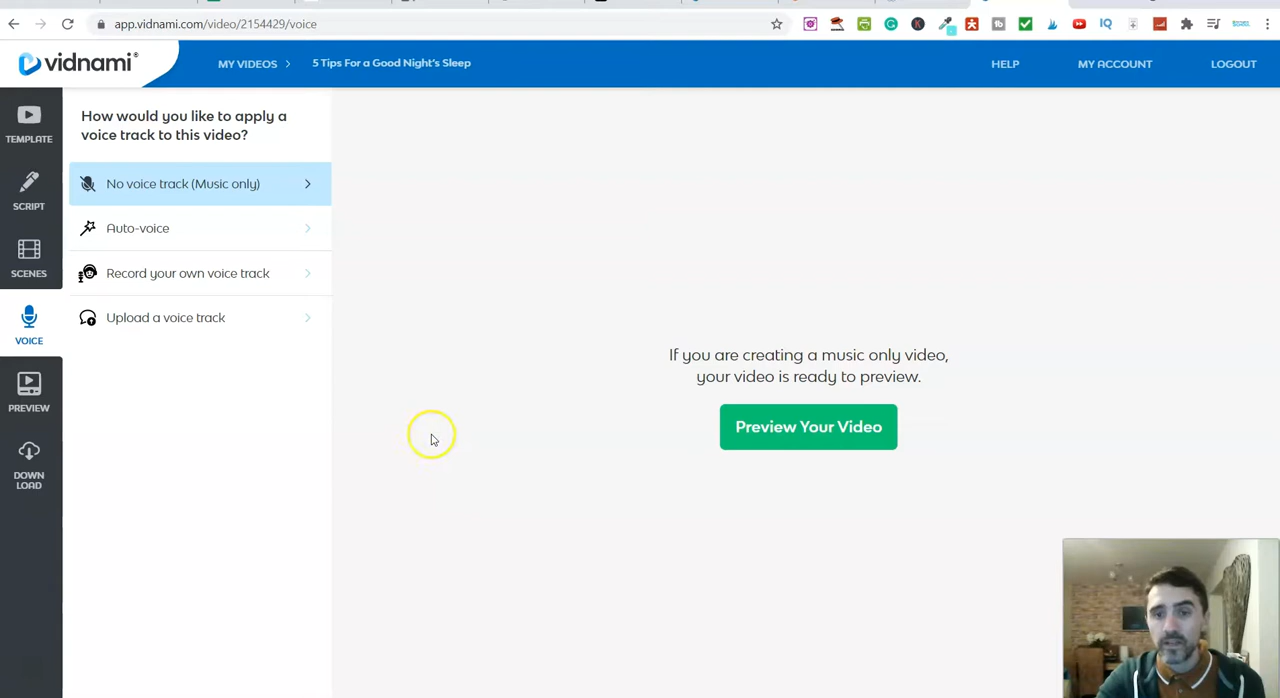 app.vidnami.com/video/2154429/voice
vidnami®
MY VIDEOS
5 Tips For a Good Night's Sleep
HELP
MY ACCOUNT
LOGOUT
TEMPLATE
SCRIPT
SCENES
VOICE
PREVIEW
DOWN
LOAD
How would you like to apply a
voice track to this video?
No voice track (Music only)
Auto-voice
Record your own voice track
Upload a voice track
If you are creating a music only video,
your video is ready to preview.
Preview Your Video